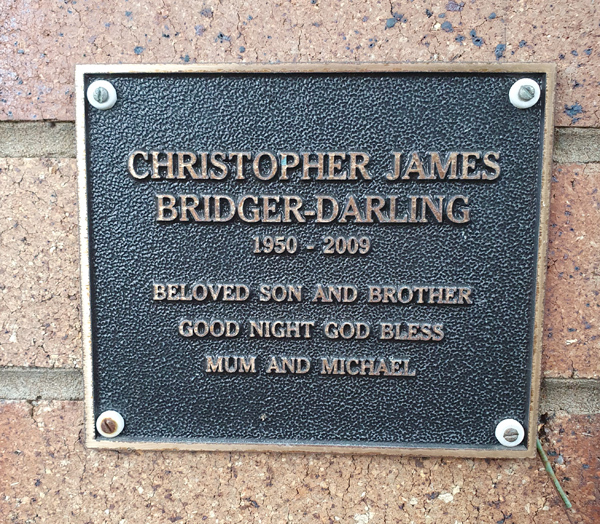 CHRISTOPHER JAMES
BRIDGER-DARLING
1950 - 2009
BELOVED SON AND BROTHER
GOOD NIGHT GOD BLESS
MUM AND MICHAEL